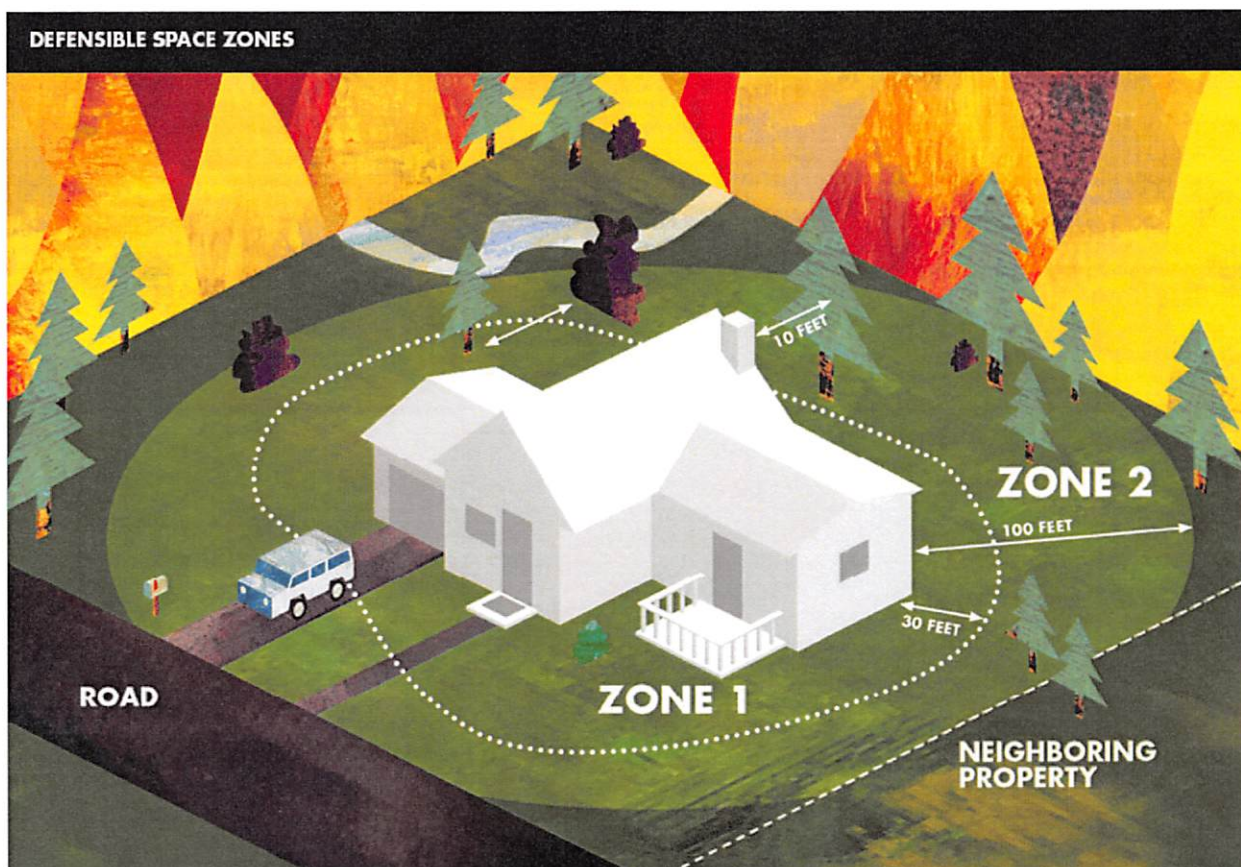 DEFENSIBLE SPACE ZONES
10 FEET
ZONE 2
100 FEET
30 FEET
ZONE 1
ROAD
NEIGHBORING
PROPERTY